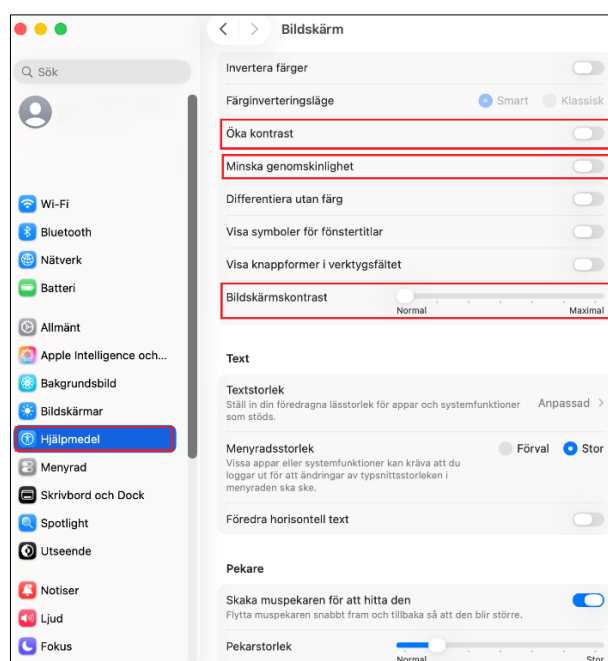 Bildskärm
Sök
Wi-Fi
Bluetooth
Nätverk
Batteri
Allmänt
Apple Intelligence och...
Bakgrundsbild
Bildskärmar
Hjälpmedel
Menyrad
Skrivbord och Dock
Spotlight
Utseende
Notiser
Ljud
Fokus
Invertera färger
Färginverteringsläge Smart Klassisk
Öka kontrast
Minska genomskinlighet
Differentiera utan färg
Visa symboler för fönstertitlar
Visa knappformer i verktygsfältet
Bildskärmskontrast
Normal Maximal
Text
Textstorlek
Ställ in din föredragna lässtorlek för appar och systemfunktioner
som stöds.
Anpassad
Menyradsstorlek Förval Stor
Vissa appar eller systemfunktioner kan kräva att du
loggar ut för att ändringar av typsnittsstorleken i
menyraden ska ske.
Föredra horisontell text
Pekare
Skaka muspekaren för att hitta den
Flytta muspekaren snabbt fram och tillbaka så att den blir större.
Pekarstorlek
Normal Stor